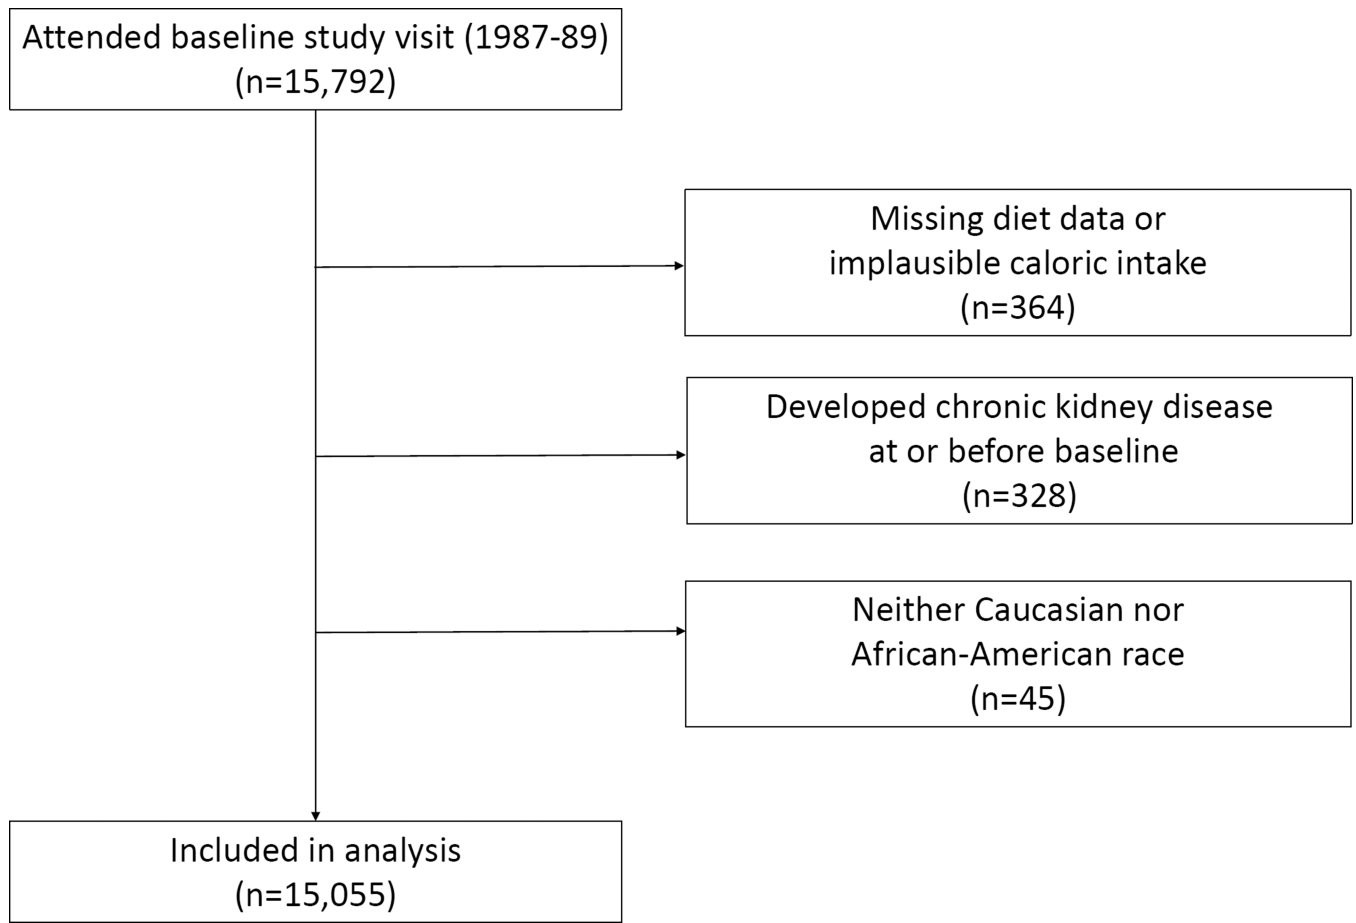 Attended baseline study visit (1987-89)
(n=15,792)
Missing diet data or
implausible caloric intake
(n=364)
Developed chronic kidney disease
at or before baseline
(n=328)
Neither Caucasian nor
African-American race
(n=45)
Included in analysis
(n=15,055)